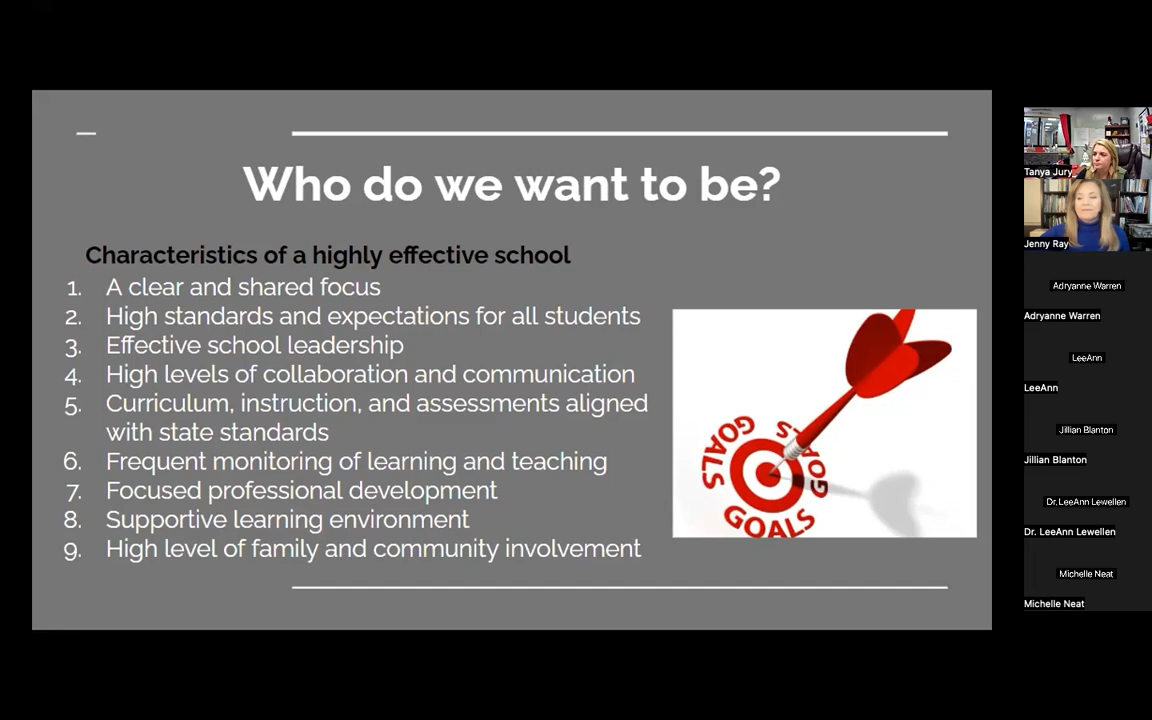 Who do we want to be?
Characteristics of a highly effective school
1. A clear and shared focus
2. High standards and expectations for all students
3. Effective school leadership
4. High levels of collaboration and communication
5. Curriculum, instruction, and assessments aligned
with state standards
6. Frequent monitoring of learning and teaching
7. Focused professional development
8. Supportive learning environment
9. High level of family and community involvement
GOALS
GOALS
GOALS
Tanya Jury
Jenny Ray
Adryanne Warren
Adryanne Warren
LeeAnn
LeeAnn
Jillian Blanton
Jillian Blanton
Dr. LeeAnn Lewellen
Dr. LeeAnn Lewellen
Michelle Neat
Michelle Neat